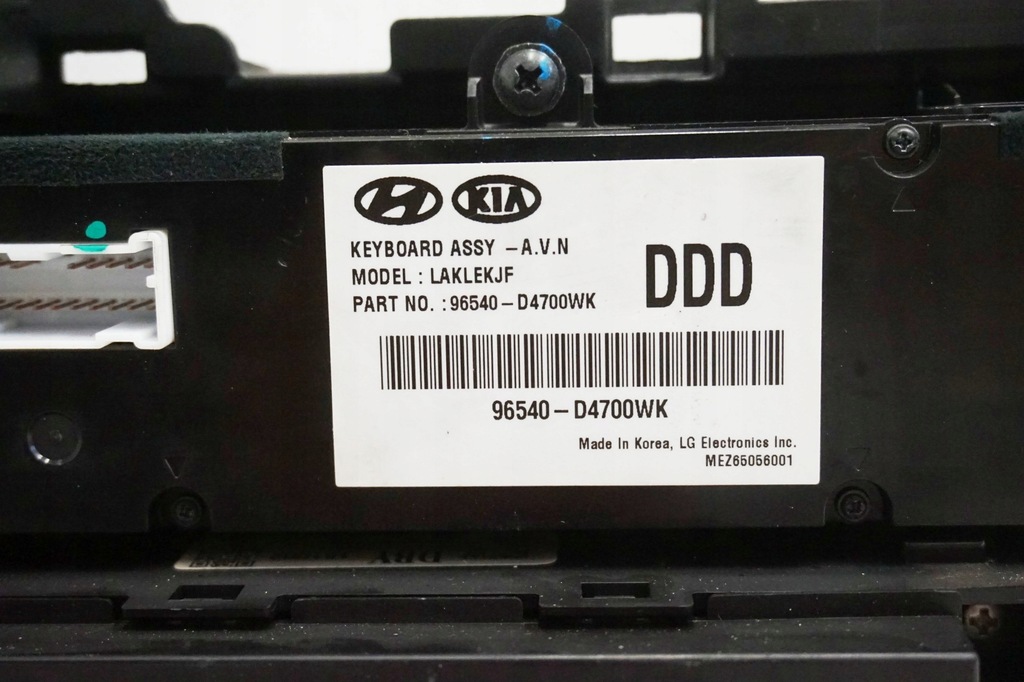 KIA
KEYBOARD ASSY -A.V.N
MODEL : LAKLEKJF
PART NO. : 96540-D4700WK
DDD
96540-D4700WK
Made In Korea, LG Electronics Inc.
MEZ65056001